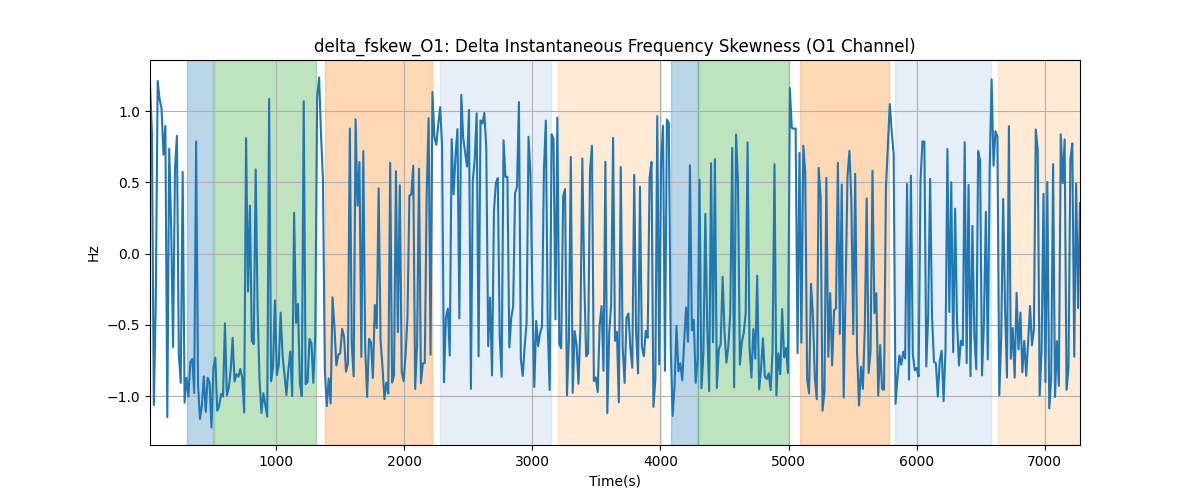 delta_fskew_O1: Delta Instantaneous Frequency Skewness (O1 Channel)
1.0
0.5
0.0
−0.5
−1.0
Hz
1000 2000 3000 4000 5000 6000 7000
Time(s)